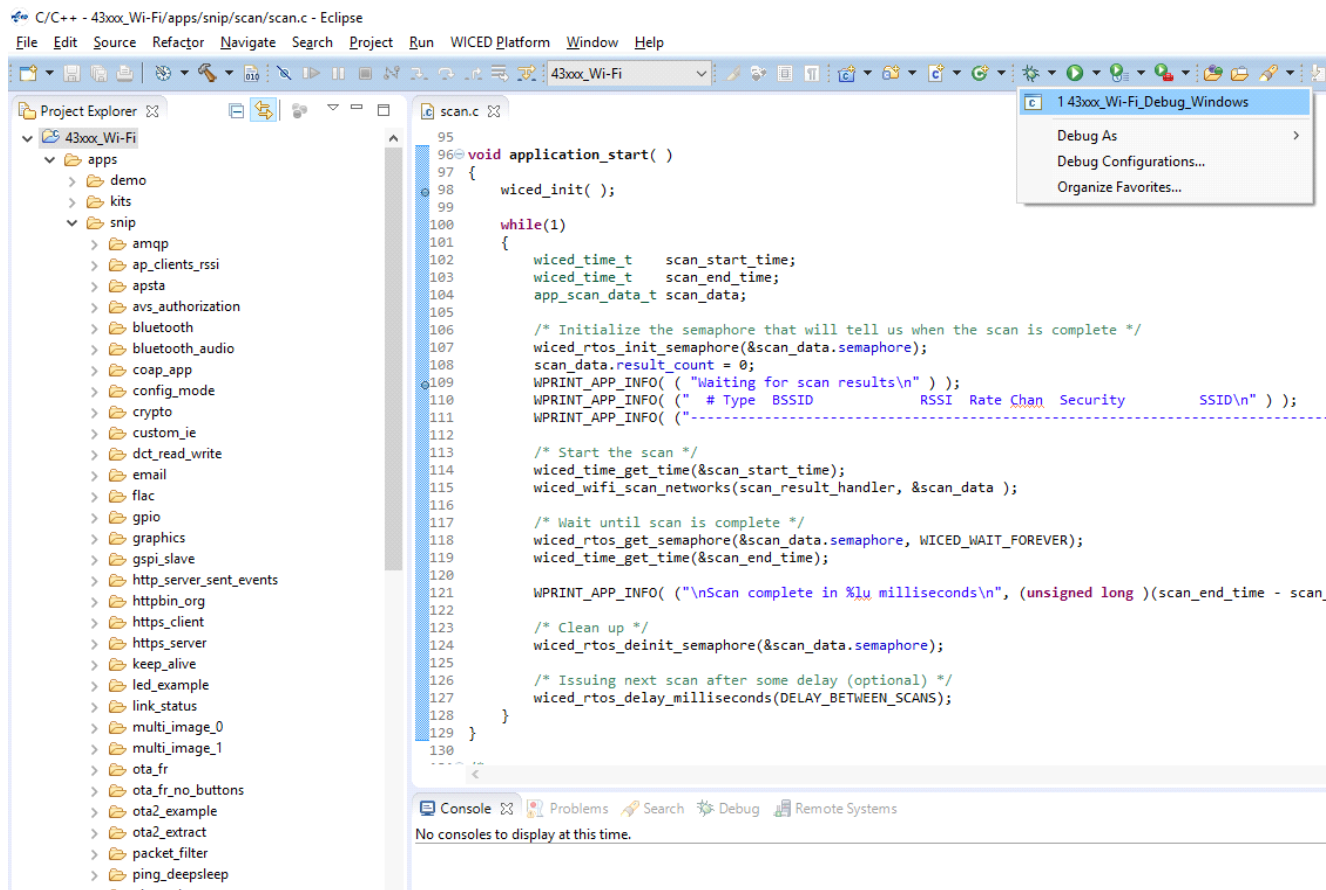 C/C++ - 43xxx_Wi-Fi/apps/snip/scan/scan.c - Eclipse
File Edit Source Refactor Navigate Search Project Run WICED Platform Window Help
010 43xxx_Wi-Fi
Project Explorer
43xxx_Wi-Fi
apps
demo
kits
snip
amqp
ap_clients_rssi
apsta
avs_authorization
bluetooth
bluetooth_audio
coap_app
config_mode
crypto
custom_ie
dct_read_write
email
flac
gpio
graphics
gspi_slave
http_server_sent_events
httpbin_org
https_client
https_server
keep_alive
led_example
link_status
multi_image_0
multi_image_1
ota_fr
ota_fr_no_buttons
ota2_example
ota2_extract
packet_filter
ping_deepsleep
scan.c
95
96 void application_start( )
97 {
98 wiced_init( );
99
100 while(1)
101 {
102 wiced_time_t scan_start_time;
103 wiced_time_t scan_end_time;
104 app_scan_data_t scan_data;
105
106 /* Initialize the semaphore that will tell us when the scan is complete */
107 wiced_rtos_init_semaphore(&scan_data.semaphore);
108 scan_data.result_count = 0;
109 WPRINT_APP_INFO( ( "Waiting for scan results\n" ) );
110 WPRINT_APP_INFO( (" # Type BSSID RSSI Rate Chan Security SSID\n" ) );
111 WPRINT_APP_INFO( ("----------------------------------------------------------------------------------
112
113 /* Start the scan */
114 wiced_time_get_time(&scan_start_time);
115 wiced_wifi_scan_networks(scan_result_handler, &scan_data );
116
117 /* Wait until scan is complete */
118 wiced_rtos_get_semaphore(&scan_data.semaphore, WICED_WAIT_FOREVER);
119 wiced_time_get_time(&scan_end_time);
120
121 WPRINT_APP_INFO( ("\nScan complete in %lu milliseconds\n", (unsigned long )(scan_end_time - scan_
122
123 /* Clean up */
124 wiced_rtos_deinit_semaphore(&scan_data.semaphore);
125
126 /* Issuing next scan after some delay (optional) */
127 wiced_rtos_delay_milliseconds(DELAY_BETWEEN_SCANS);
128 }
129 }
130
1 43xxx_Wi-Fi_Debug_Windows
Debug As
Debug Configurations...
Organize Favorites...
Console Problems Search Debug Remote Systems
No consoles to display at this time.